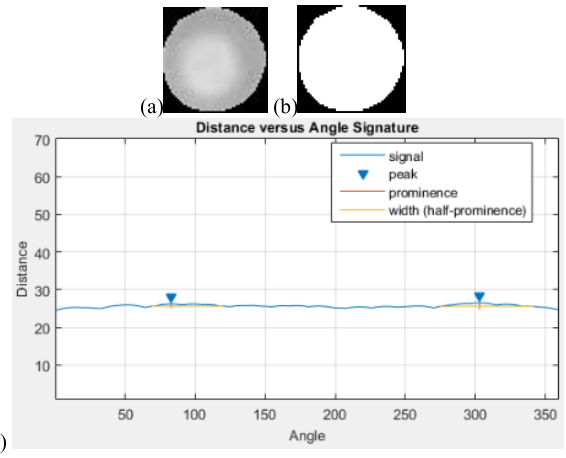 (a) (b)
Distance versus Angle Signature
70
60
50
40
30
20
10
Distance
signal
peak
prominence
width (half-prominence)
50 100 150 200 250 300 350
Angle
)